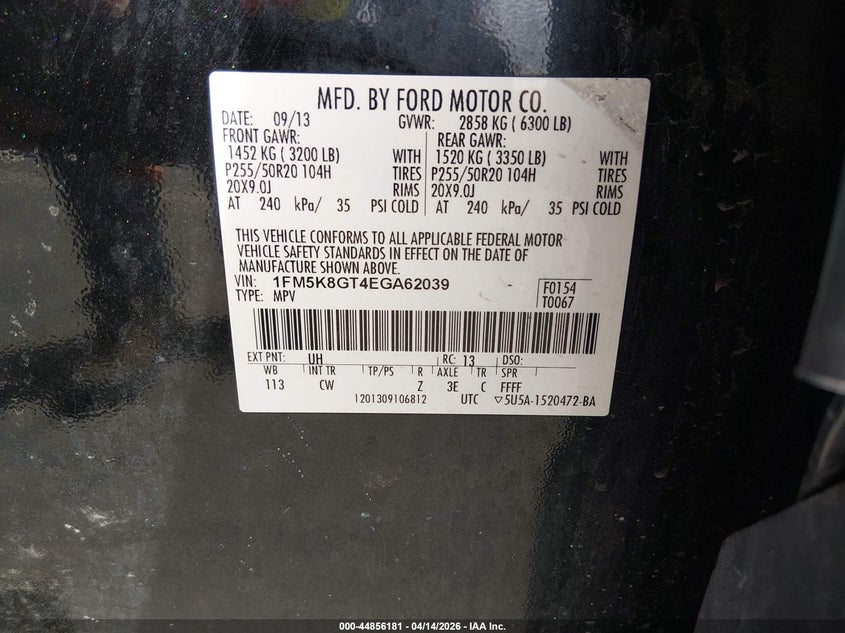 MFD. BY FORD MOTOR CO.
DATE: 09/13 GVWR: 2858 KG ( 6300 LB)
FRONT GAWR: REAR GAWR:
1452 KG ( 3200 LB) WITH 1520 KG ( 3350 LB) WITH
P255/50R20 104H TIRES P255/50R20 104H TIRES
20X9.0J RIMS 20X9.0J RIMS
AT 240 kPa/ 35 PSI COLD AT 240 kPa/ 35 PSI COLD
THIS VEHICLE CONFORMS TO ALL APPLICABLE FEDERAL MOTOR
VEHICLE SAFETY STANDARDS IN EFFECT ON THE DATE OF
MANUFACTURE SHOWN ABOVE.
VIN: 1FM5K8GT4EGA62039 F0154
TYPE: MPV T0067
EXT PNT: UH RC: 13 DSO:
WB INT TR TP/PS R AXLE TR SPR
113 CW Z 3E C FFFF
1201309106812 UTC ▽5U5A-1520472-BA
000-44856181 - 04/14/2026 - IAA Inc.